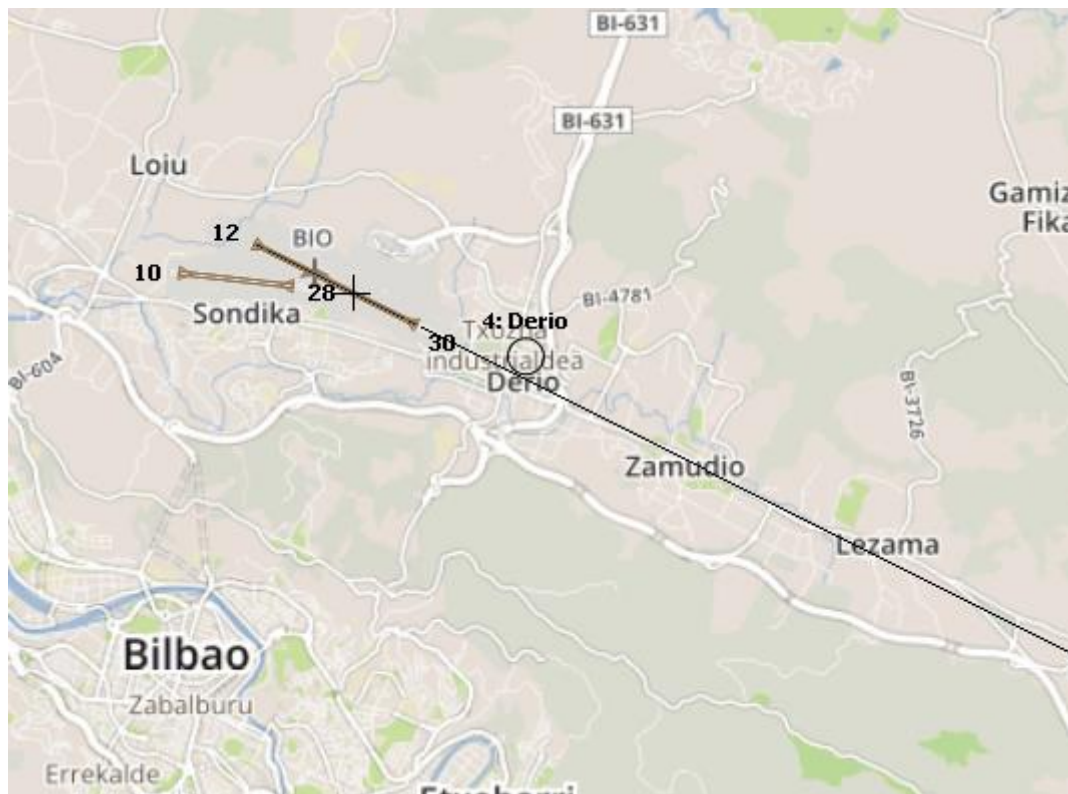 BI-631
BI-631
Loiu
Gamiz
Fika
12
BIO
10
28
BI-4781
Sondika
4: Derio
30
Txozna
industrialdea
BI-604
Derio
BI-3726
Zamudio
Lezama
Bilbao
Zabalburu
Errekalde